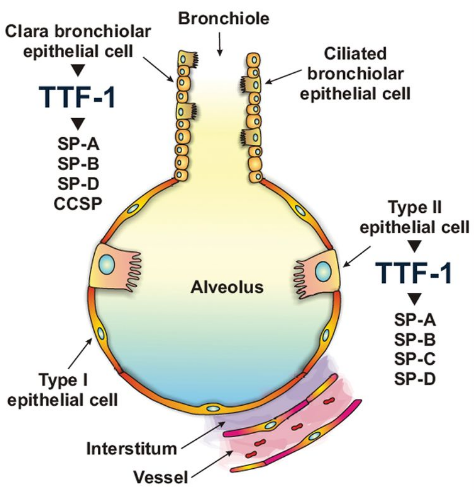 Bronchiole
Clara bronchiolar
epithelial cell
TTF-1
SP-A
SP-B
SP-D
CCSP
Ciliated
bronchiolar
epithelial cell
Type II
epithelial cell
TTF-1
SP-A
SP-B
SP-C
SP-D
Alveolus
Type I
epithelial cell
Interstitum
Vessel